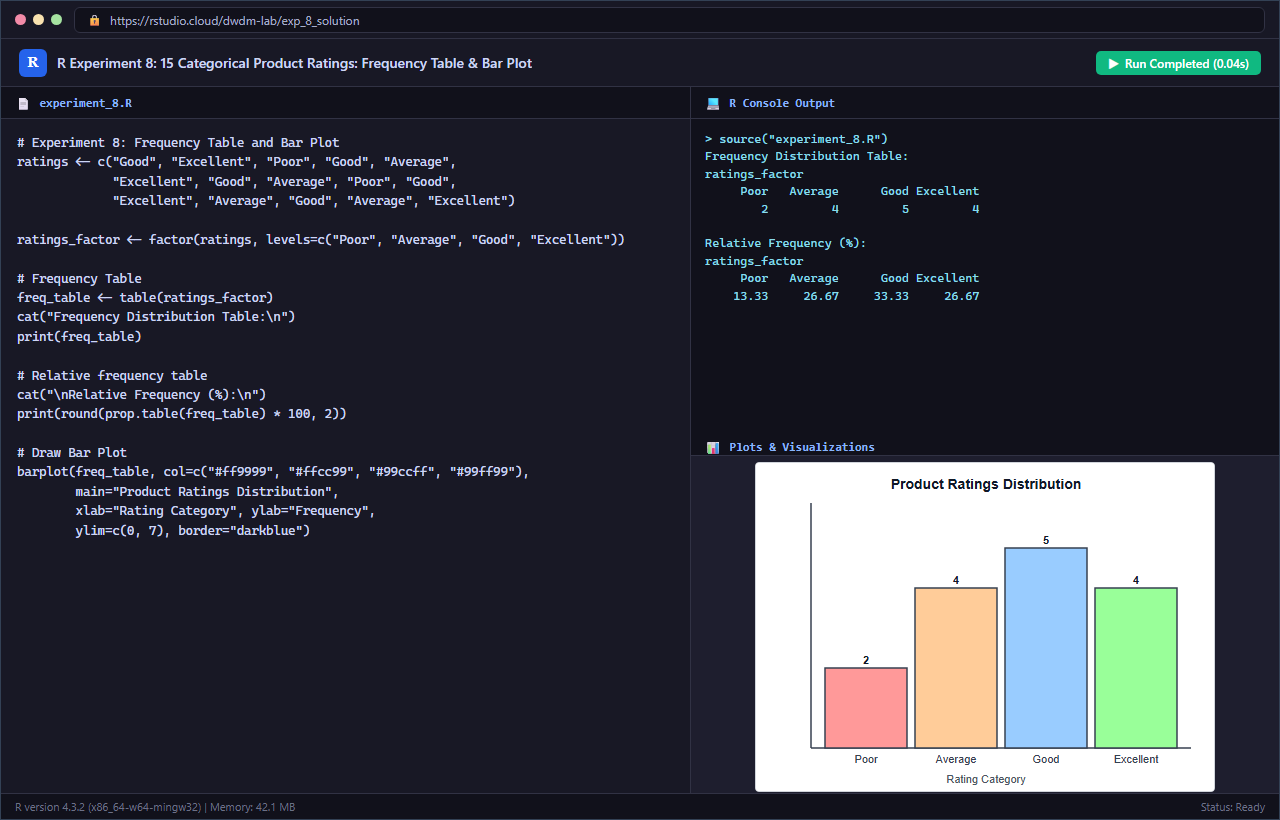 https://rstudio.cloud/dwdm-lab/exp_8_solution
R R Experiment 8: 15 Categorical Product Ratings: Frequency Table & Bar Plot
▶ Run Completed (0.04s)
experiment_8.R
# Experiment 8: Frequency Table and Bar Plot
ratings <- c("Good", "Excellent", "Poor", "Good", "Average",
"Excellent", "Good", "Average", "Poor", "Good",
"Excellent", "Average", "Good", "Average", "Excellent")
ratings_factor <- factor(ratings, levels=c("Poor", "Average", "Good", "Excellent"))
# Frequency Table
freq_table <- table(ratings_factor)
cat("Frequency Distribution Table:\n")
print(freq_table)
# Relative frequency table
cat("\nRelative Frequency (%):\n")
print(round(prop.table(freq_table) * 100, 2))
# Draw Bar Plot
barplot(freq_table, col=c("#ff9999", "#ffcc99", "#99ccff", "#99ff99"),
main="Product Ratings Distribution",
xlab="Rating Category", ylab="Frequency",
ylim=c(0, 7), border="darkblue")
R Console Output
> source("experiment_8.R")
Frequency Distribution Table:
ratings_factor
Poor Average Good Excellent
2 4 5 4
Relative Frequency (%):
ratings_factor
Poor Average Good Excellent
13.33 26.67 33.33 26.67
Plots & Visualizations
Product Ratings Distribution
5
4 4
2
Poor Average Good Excellent
Rating Category
R version 4.3.2 (x86_64-w64-mingw32) | Memory: 42.1 MB
Status: Ready